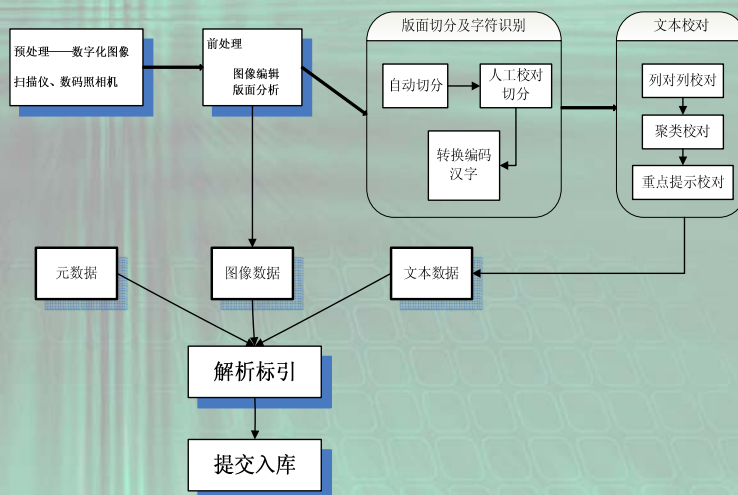 预处理——数字化图像
扫描仪、数码照相机
前处理
图像编辑
版面分析
版面切分及字符识别
自动切分
人工校对
切分
转换编码
汉字
文本校对
列对列校对
聚类校对
重点提示校对
元数据
图像数据
文本数据
解析标引
提交入库